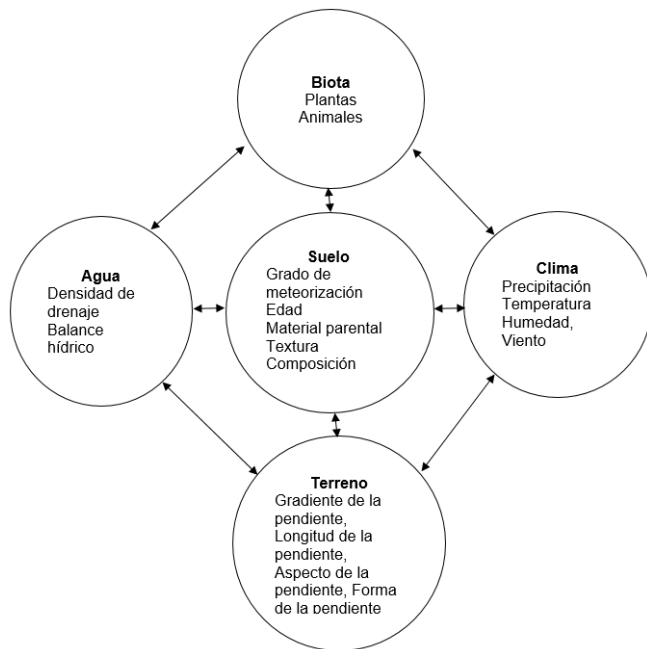 Biota
Plantas
Animales
Agua
Densidad de
drenaje
Balance
hídrico
Suelo
Grado de
meteorización
Edad
Material parental
Textura
Composición
Clima
Precipitación
Temperatura
Humedad,
Viento
Terreno
Gradiente de la
pendiente,
Longitud de la
pendiente,
Aspecto de la
pendiente, Forma
de la pendiente